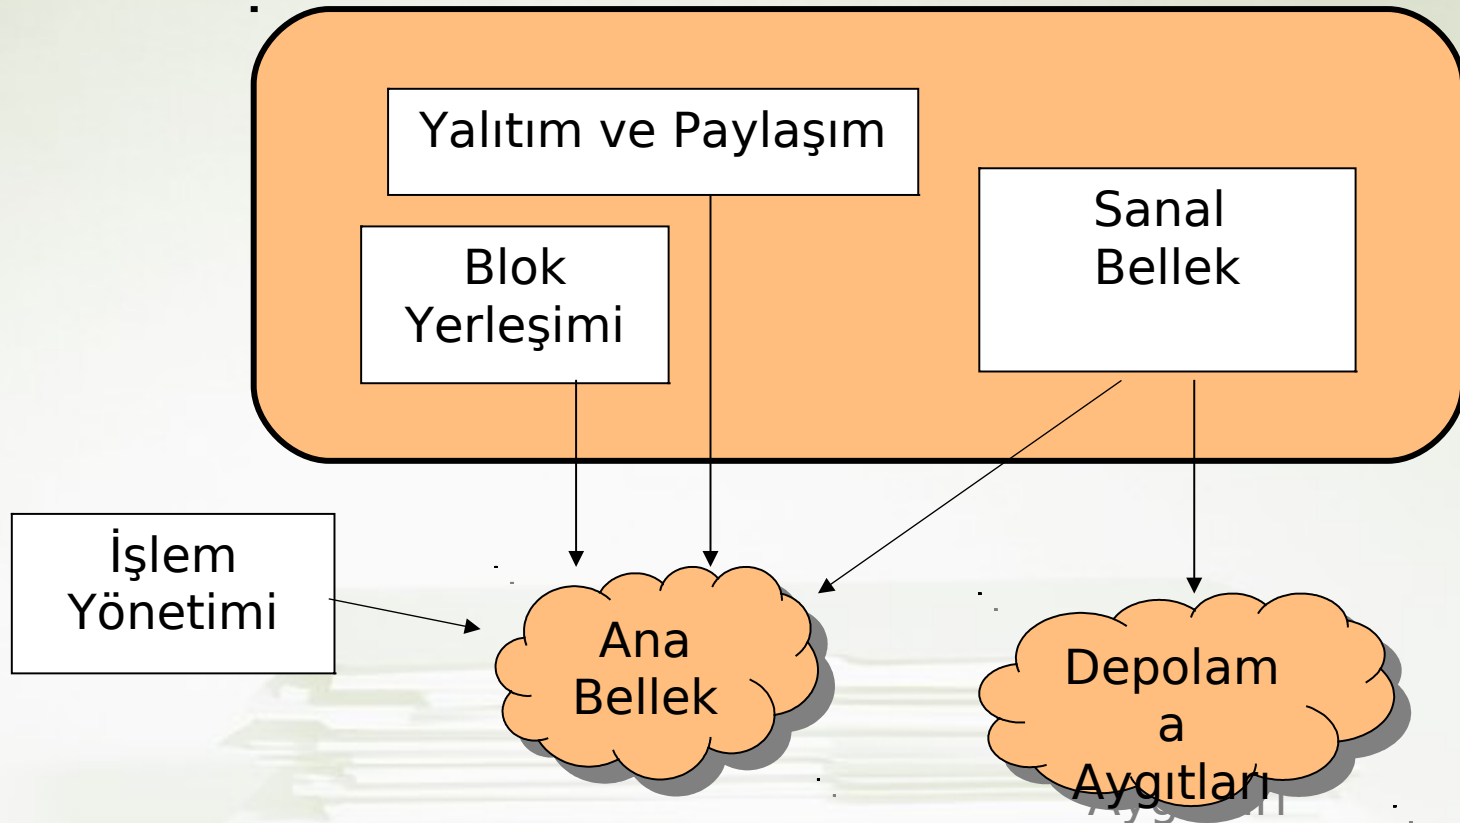 Yalıtım ve Paylaşım
Blok
Yerleşimi
Sanal
Bellek
İşlem
Yönetimi
Ana
Bellek
Depolam
a
Aygıtları